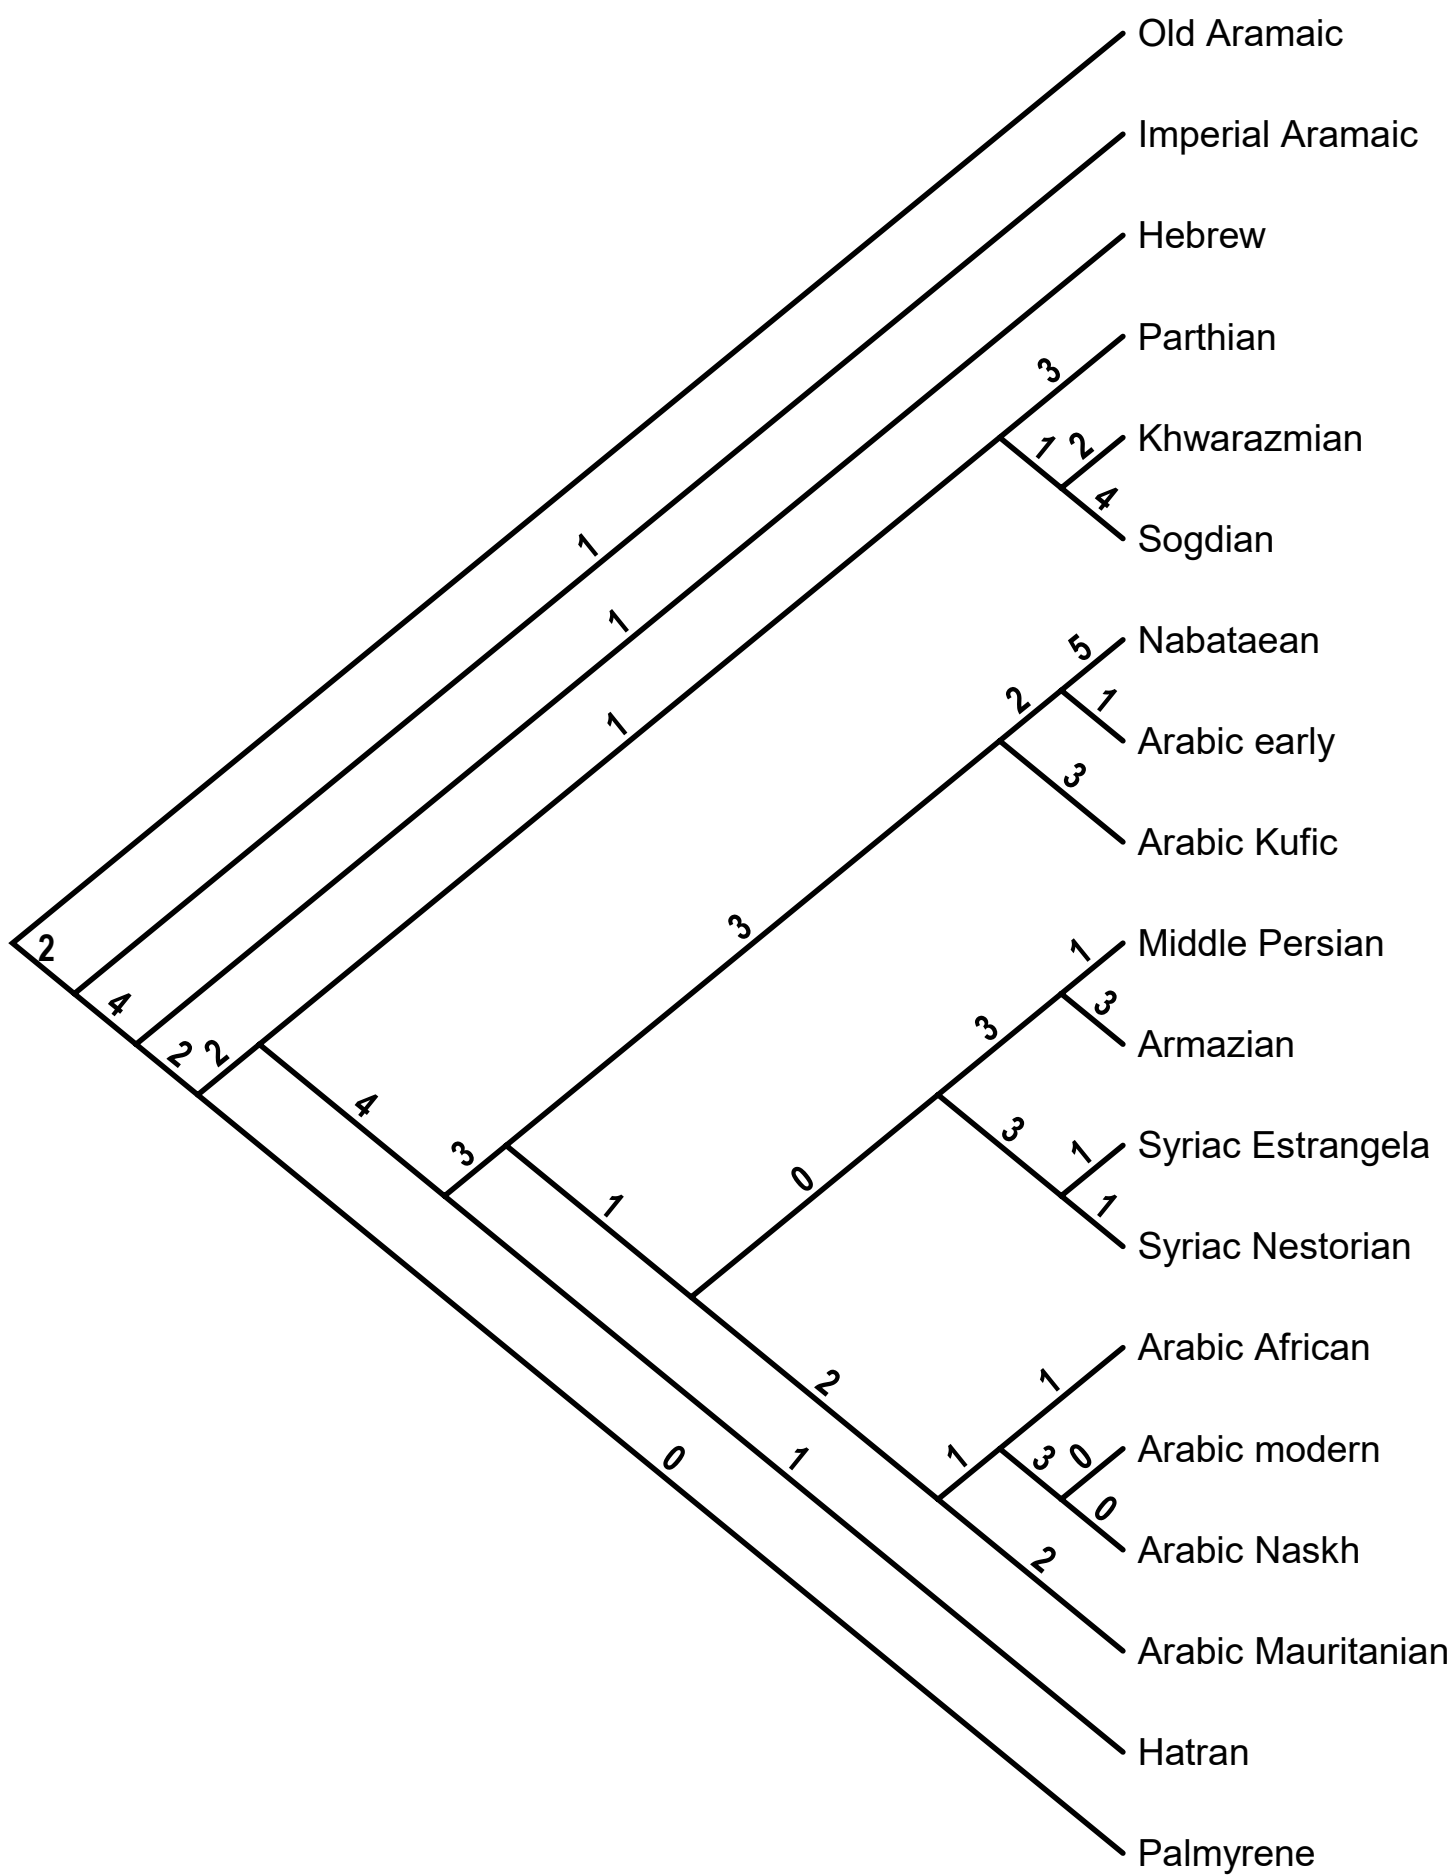 Old Aramaic
Imperial Aramaic
Hebrew
3 Parthian
1 2 Khwarazmian
4
1 Sogdian
1
5 Nabataean
2 1
1 Arabic early
3
Arabic Kufic
3
2 1 Middle Persian
4 3
3 Armazian
2 2
4 3 1 Syriac Estrangela
3 0
1 1
Syriac Nestorian
1 Arabic African
2
0 1 1 3 0 Arabic modern
0
2 Arabic Naskh
Arabic Mauritanian
Hatran
Palmyrene